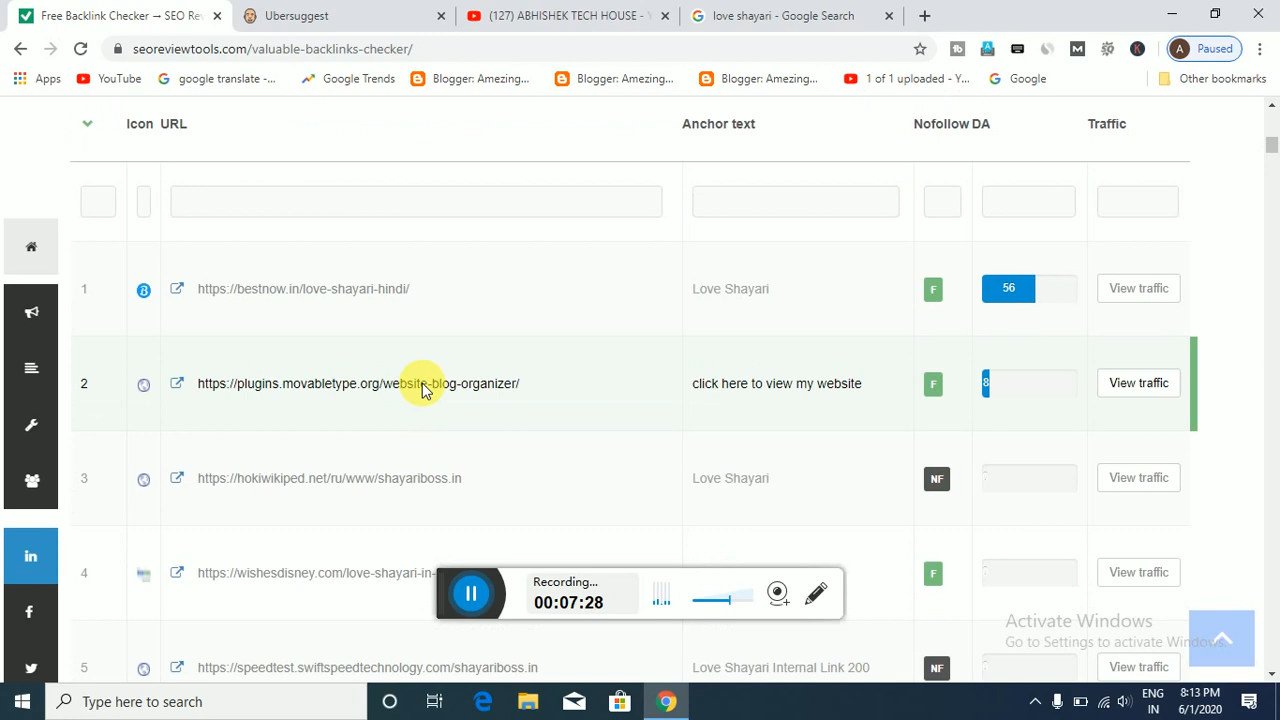 Free Backlink Checker → SEO Rev
Ubersuggest
(127) ABHISHEK TECH HOUSE - Y
love shayari - Google Search
seoreviewtools.com/valuable-backlinks-checker/
A Paused
Apps
YouTube
google translate -...
Google Trends
Blogger: Amezing...
Blogger: Amezing...
Blogger: Amezing...
1 of 1 uploaded - Y...
Google
Other bookmarks
Icon URL Anchor text Nofollow DA Traffic
1 https://bestnow.in/love-shayari-hindi/ Love Shayari F 56 View traffic
2 https://plugins.movabletype.org/website-blog-organizer/ click here to view my website F 8 View traffic
3 https://hokiwikiped.net/ru/www/shayariboss.in Love Shayari NF View traffic
4 https://wishesdisney.com/love-shayari-in- F View traffic
Recording...
00:07:28
Activate Windows
Go to Settings to activate Windows.
5 https://speedtest.swiftspeedtechnology.com/shayariboss.in Love Shayari Internal Link 200 NF View traffic
Type here to search
ENG
IN
8:13 PM
6/1/2020